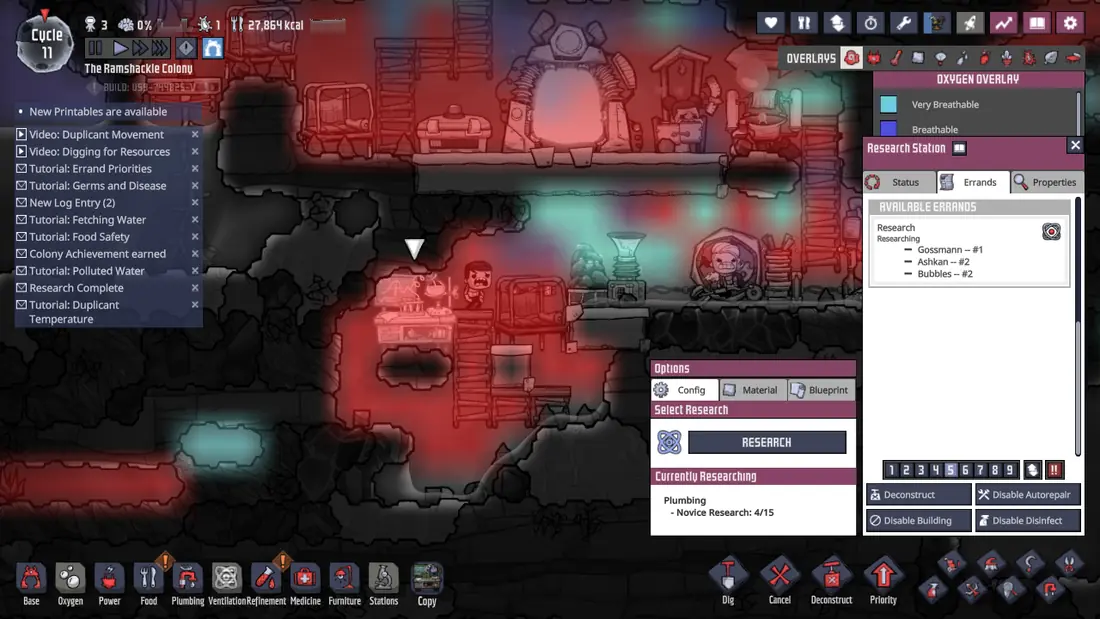 Cycle
11
3
0%
1
27,864 kcal
The Ramshackle Colony
New Printables are available
Video: Duplicant Movement
Video: Digging for Resources
Tutorial: Errand Priorities
Tutorial: Germs and Disease
New Log Entry (2)
Tutorial: Fetching Water
Tutorial: Food Safety
Colony Achievement earned
Tutorial: Polluted Water
Research Complete
Tutorial: Duplicant
Temperature
OVERLAYS
OXYGEN OVERLAY
Very Breathable
Breathable
Research Station
Status
Errands
Properties
AVAILABLE ERRANDS
Research
Researching
Gossmann -- #1
Ashkan -- #2
Bubbles -- #2
1 2 3 4 5 6 7 8 9 !!
Deconstruct
Disable Autorepair
Disable Building
Disable Disinfect
Options
Config
Material
Blueprint
Select Research
RESEARCH
Currently Researching
Plumbing
- Novice Research: 4/15
Base
Oxygen
Power
Food
Plumbing
Ventilation
Refinement
Medicine
Furniture
Stations
Copy
Dig
Cancel
Deconstruct
Priority